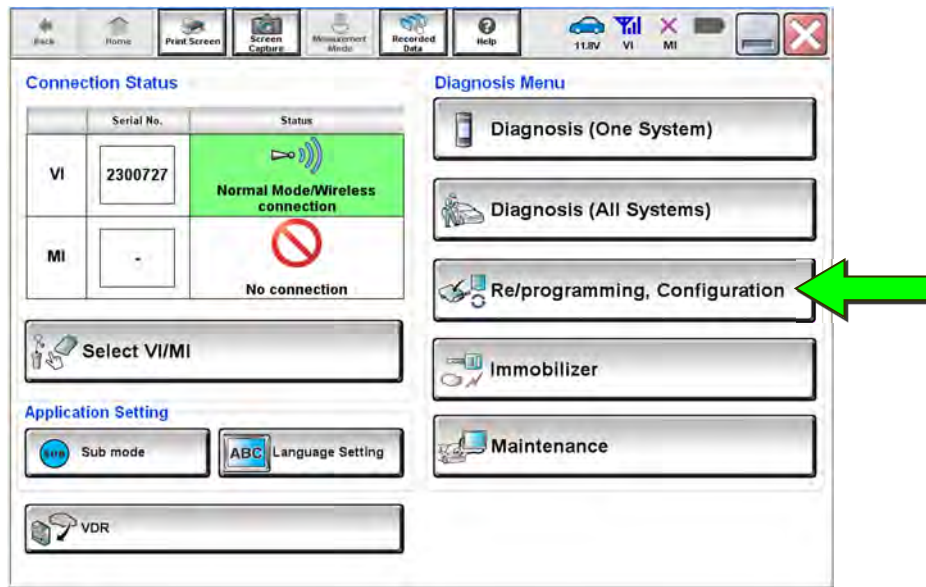 Back
Home
Print Screen
Screen
Capture
Measurement
Mode
Recorded
Data
Help
11.8V
VI
MI
Connection Status
Serial No.
Status
VI
2300727
Normal Mode/Wireless
connection
MI
-
No connection
Select VI/MI
Application Setting
SUB
Sub mode
ABC
Language Setting
VDR
Diagnosis Menu
Diagnosis (One System)
Diagnosis (All Systems)
Re/programming, Configuration
Immobilizer
Maintenance